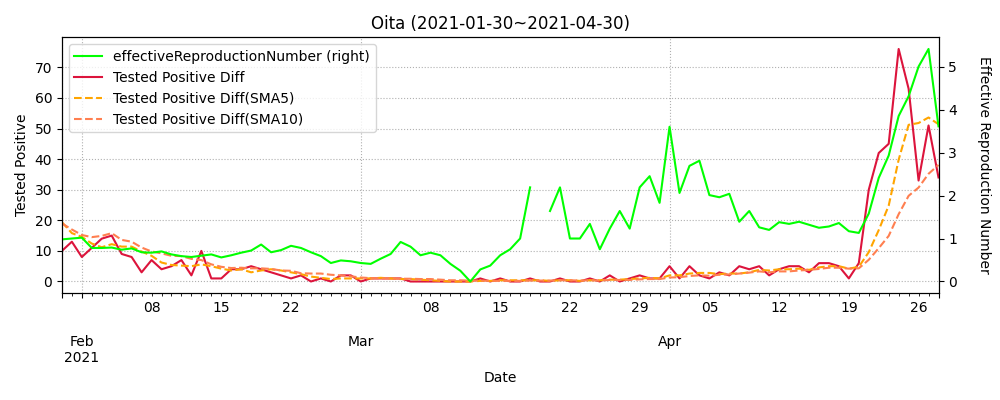 Oita (2021-01-30~2021-04-30)
effectiveReproductionNumber (right)
Tested Positive Diff
Tested Positive Diff(SMA5)
Tested Positive Diff(SMA10)
Tested Positive
70
60
50
40
30
20
10
0
5
4
3
2
1
0
Effective Reproduction Number
08 15 22 08 15 22 29 05 12 19 26
Feb Mar Apr
2021
Date